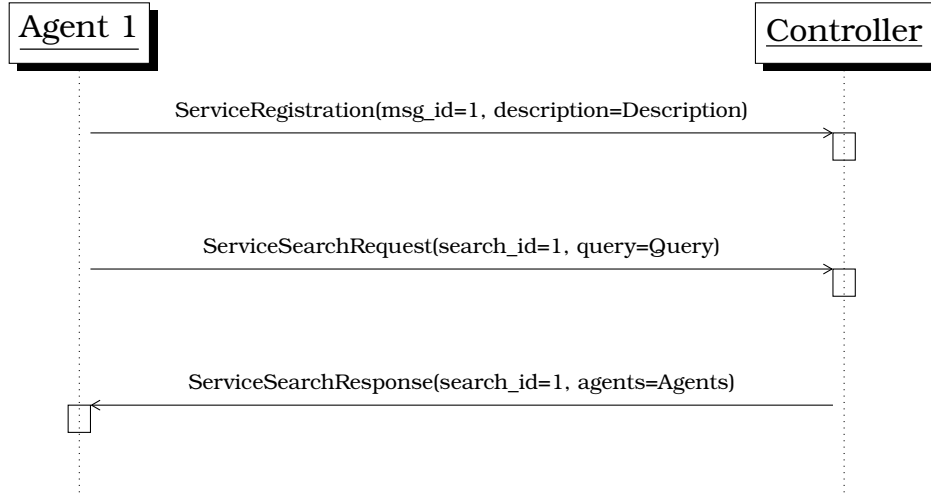 Agent 1
Controller
ServiceRegistration(msg_id=1, description=Description)
ServiceSearchRequest(search_id=1, query=Query)
ServiceSearchResponse(search_id=1, agents=Agents)